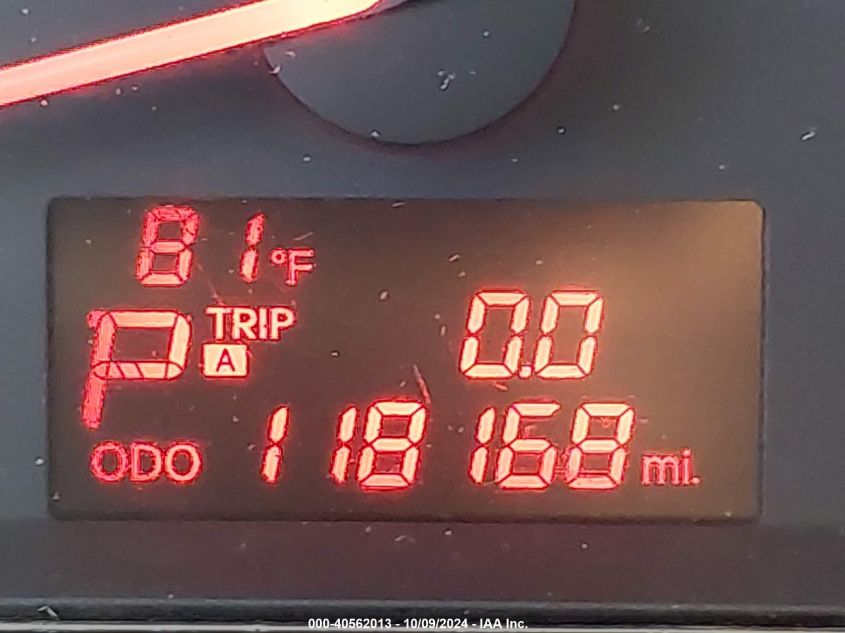 81°F
P TRIP A 0.0
ODO 118168 mi.
000-40562013 - 10/09/2024 - IAA Inc.